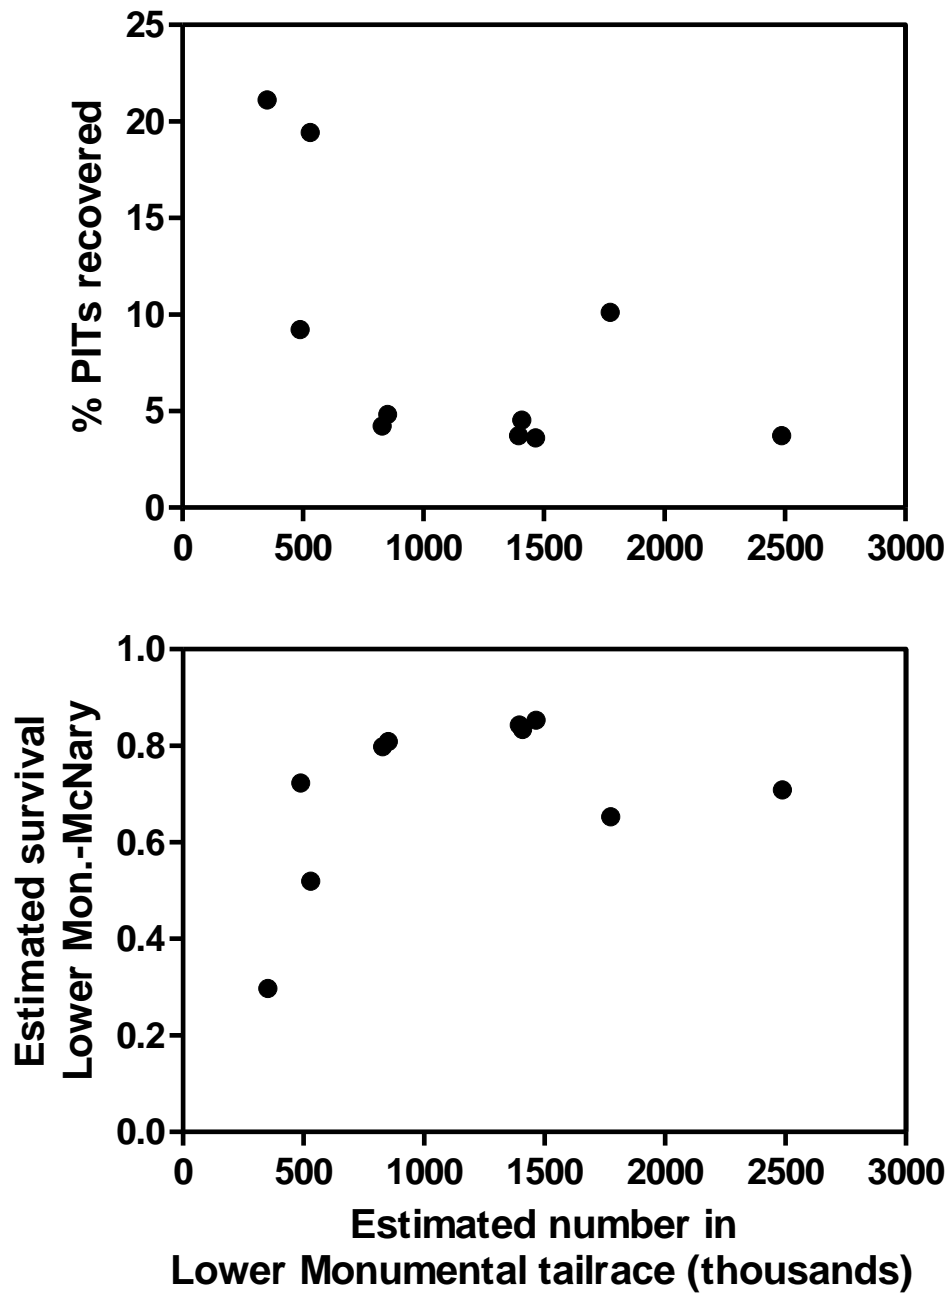 25
20
15
10
5
0
% PITs recovered
0 500 1000 1500 2000 2500 3000
1.0
0.8
0.6
0.4
0.2
0.0
Estimated survival
Lower Mon.-McNary
0 500 1000 1500 2000 2500 3000
Estimated number in
Lower Monumental tailrace (thousands)